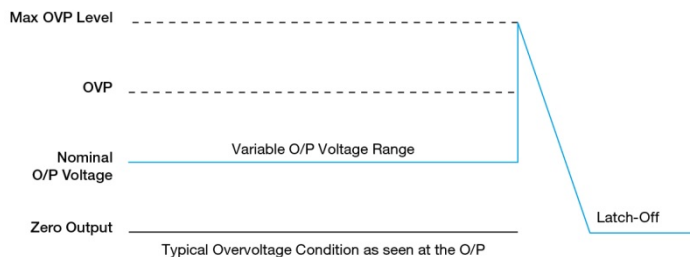 Max OVP Level
OVP
Nominal
O/P Voltage
Variable O/P Voltage Range
Zero Output
Latch-Off
Typical Overvoltage Condition as seen at the O/P